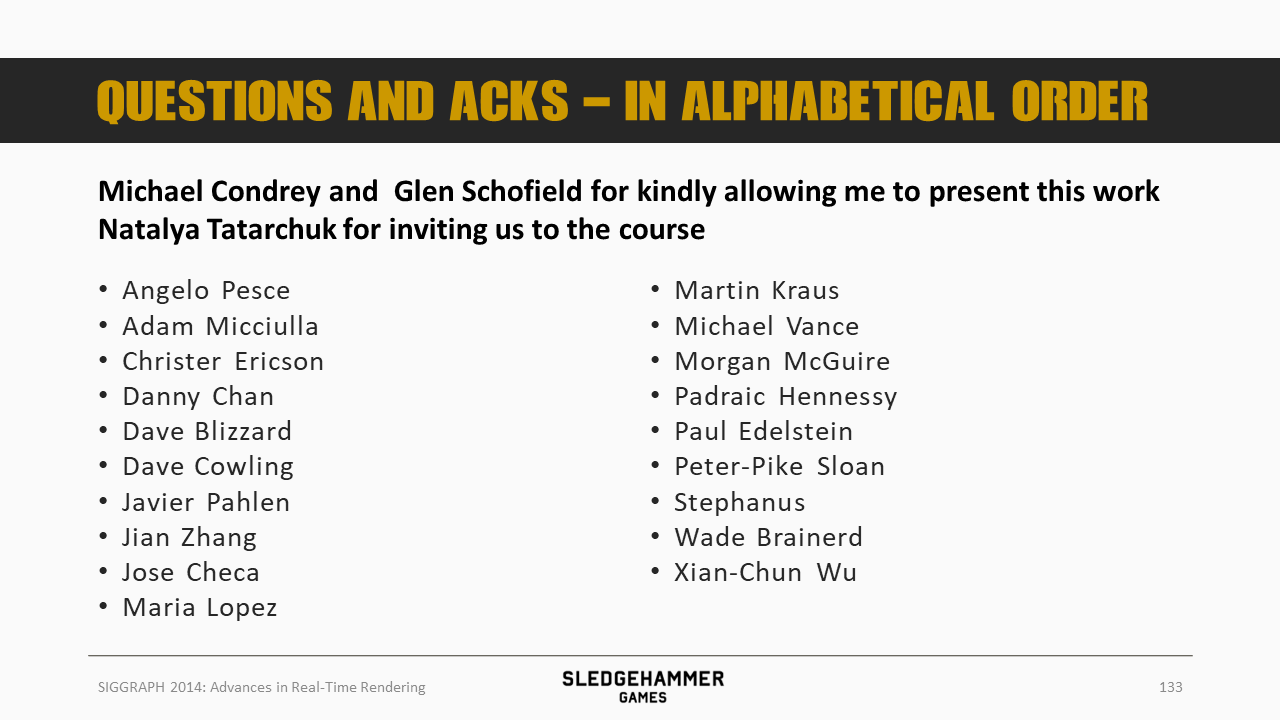 QUESTIONS AND ACKS – IN ALPHABETICAL ORDER
Michael Condrey and  Glen Schofield for kindly allowing me to present this work
Natalya Tatarchuk for inviting us to the course
• Angelo Pesce
• Adam Micciulla
• Christer Ericson
• Danny Chan
• Dave Blizzard
• Dave Cowling
• Javier Pahlen
• Jian Zhang
• Jose Checa
• Maria Lopez
• Martin Kraus
• Michael Vance
• Morgan McGuire
• Padraic Hennessy
• Paul Edelstein
• Peter-Pike Sloan
• Stephanus
• Wade Brainerd
• Xian-Chun Wu
SIGGRAPH 2014: Advances in Real-Time Rendering
SLEDGEHAMMER
GAMES
133